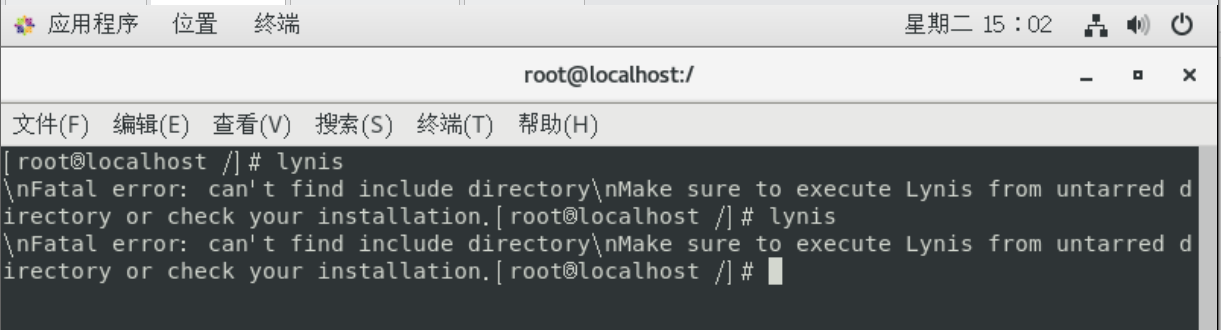 应用程序 位置 终端 星期二 15：02
root@localhost:/
文件(F) 编辑(E) 查看(V) 搜索(S) 终端(T) 帮助(H)
[root@localhost /]# lynis
\nFatal error: can't find include directory\nMake sure to execute Lynis from untarred d
irectory or check your installation.[root@localhost /]# lynis
\nFatal error: can't find include directory\nMake sure to execute Lynis from untarred d
irectory or check your installation.[root@localhost /]#